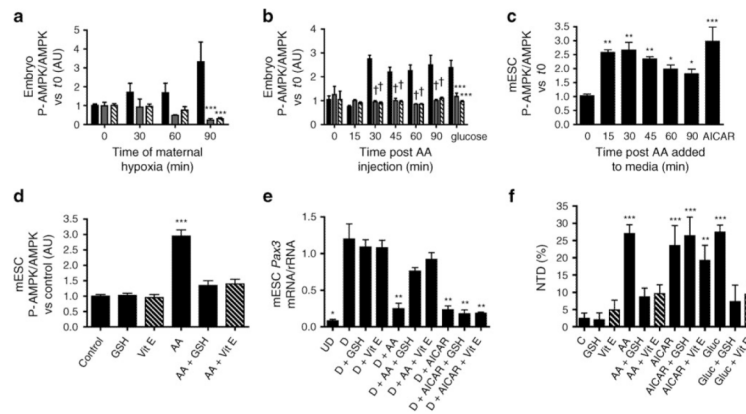 a
Embryo
P-AMPK/AMPK
vs t0 (AU)
5
4
3
2
1
0
***
***
0 30 60 90
Time of maternal
hypoxia (min)
b
Embryo
P-AMPK/AMPK
vs t0 (AU)
4
3
2
1
0
†† †† †† ††
***
***
0 15 30 45 60 90 glucose
Time post AA
injection (min)
c
mESC
P-AMPK/AMPK
vs t0
3.5
3.0
2.5
2.0
1.5
1.0
0.5
0.0
** ** ** * * ***
0 15 30 45 60 90 AICAR
Time post AA added
to media (min)
d
mESC
P-AMPK/AMPK
vs control (AU)
3.5
3.0
2.5
2.0
1.5
1.0
0.5
0.0
***
Control
GSH
Vit E
AA
AA + GSH
AA + Vit E
e
mESC Pax3
mRNA/rRNA
1.5
1.0
0.5
0.0
* ** ** ** **
UD
D
D + GSH
D + Vit E
D + AA
D + AA + GSH
D + AA + Vit E
D + AICAR
D + AICAR + GSH
D + AICAR + Vit E
f
NTD (%)
35
30
25
20
15
10
5
0
*** *** *** ** ***
C
GSH
Vit E
AA
AA + GSH
AA + Vit E
AICAR
AICAR + GSH
AICAR + Vit E
Gluc
Gluc + GSH
Gluc + Vit